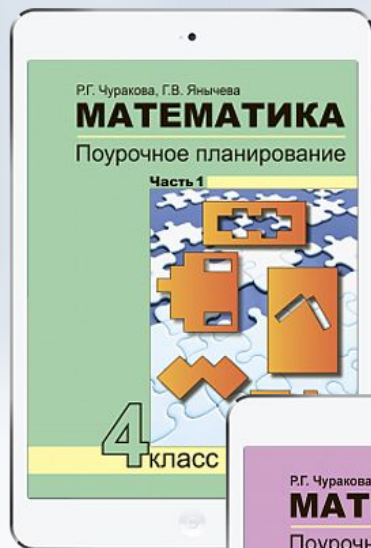 Р.Г. Чуракова, Г.В. Янычева
МАТЕМАТИКА
Поурочное планирование
Часть 1
4 класс
Р.Г. Чуракова
МАТ
Поурочн